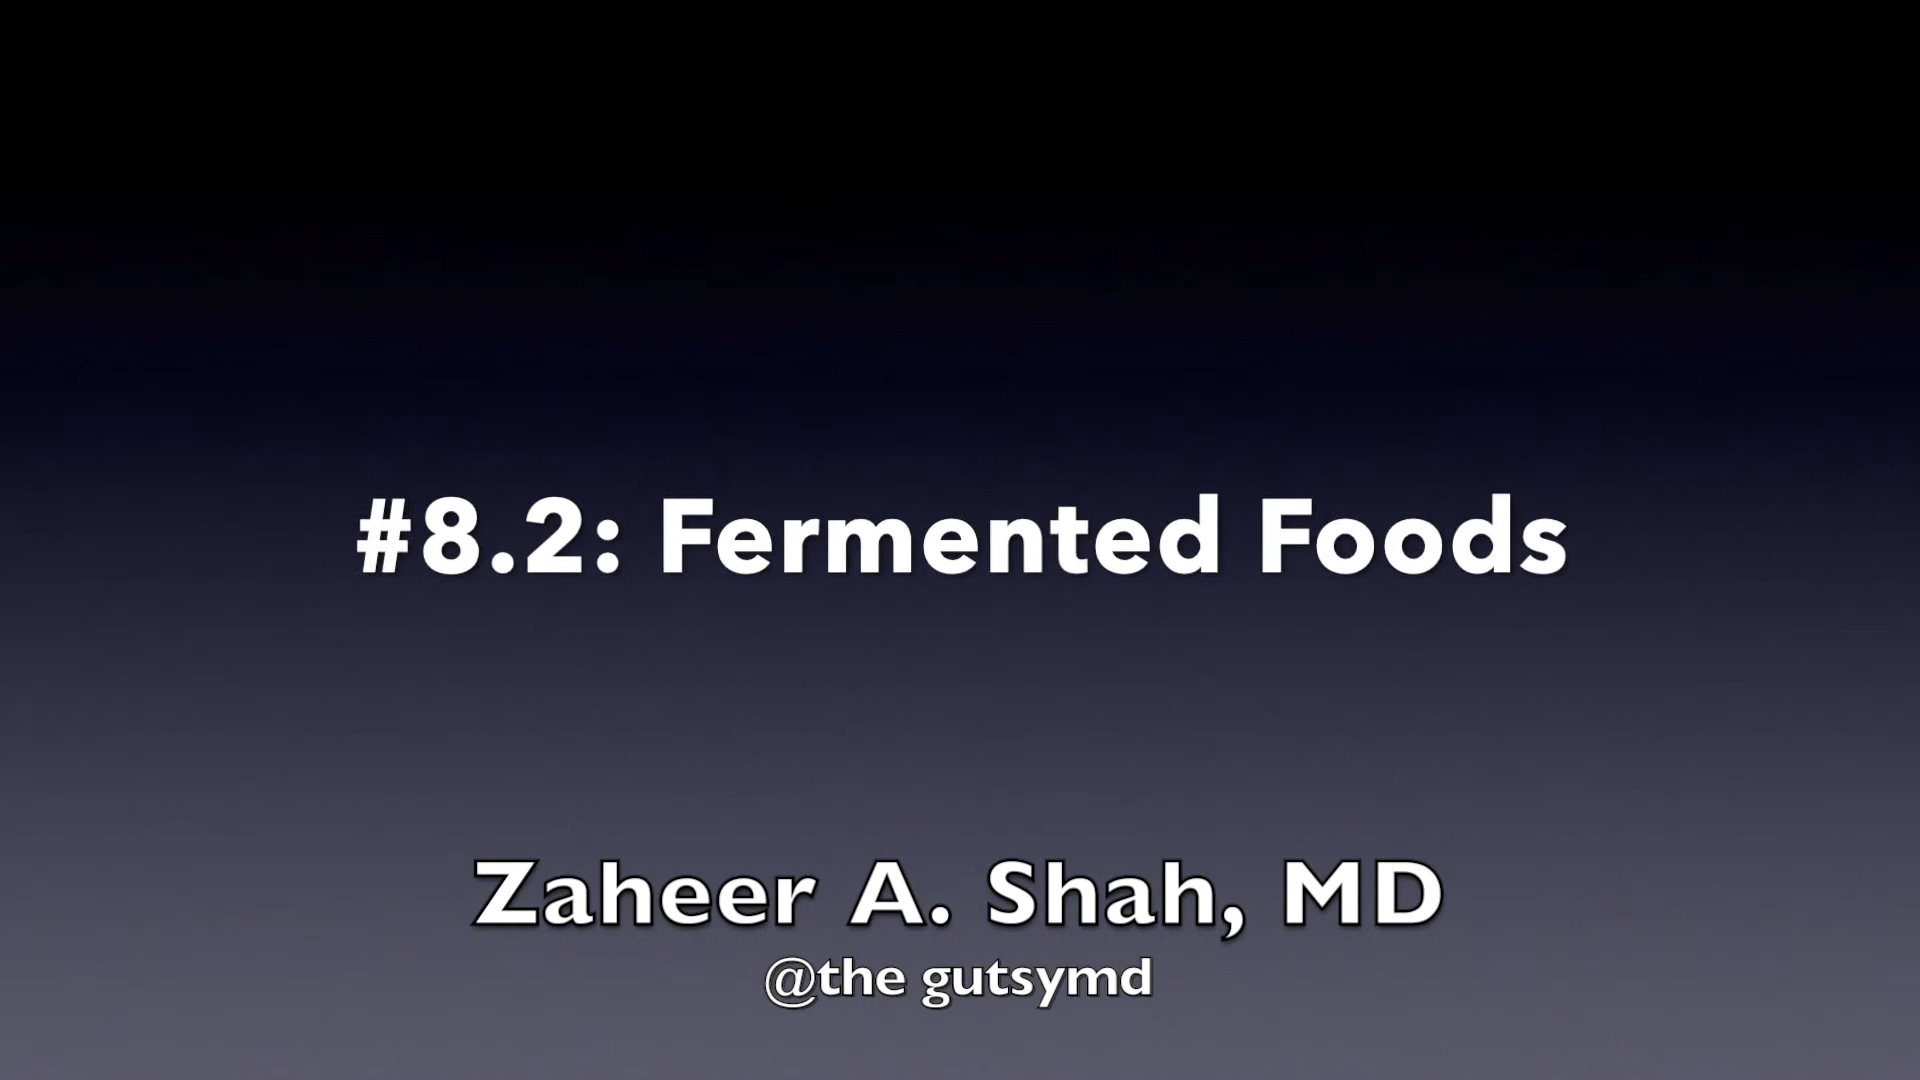 #8.2: Fermented Foods
Zaheer A. Shah, MD
@the gutsymd